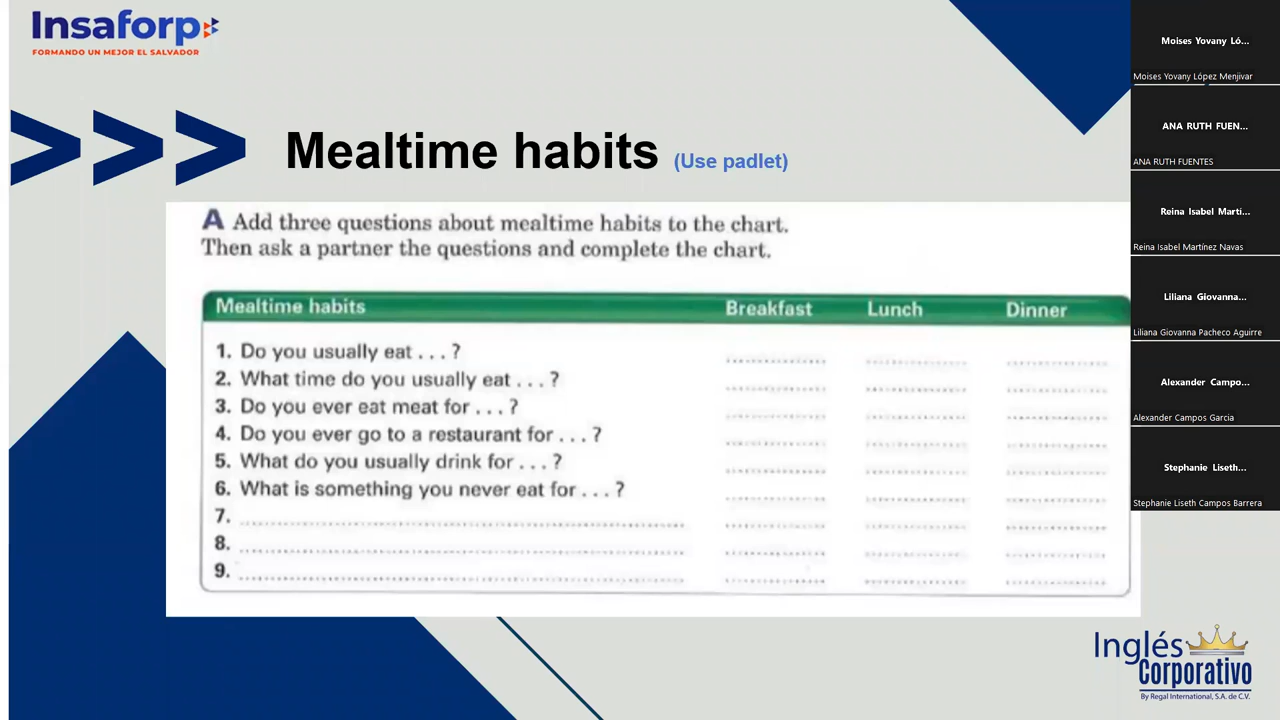 Insaforp
FORMANDO UN MEJOR EL SALVADOR
>>> Mealtime habits (Use padlet)
A Add three questions about mealtime habits to the chart.
Then ask a partner the questions and complete the chart.
Mealtime habits Breakfast Lunch Dinner
1. Do you usually eat . . . ?
2. What time do you usually eat . . . ?
3. Do you ever eat meat for . . . ?
4. Do you ever go to a restaurant for . . . ?
5. What do you usually drink for . . . ?
6. What is something you never eat for . . . ?
7.
8.
9.
Moises Yovany Ló...
Moises Yovany López Menjivar
ANA RUTH FUEN...
ANA RUTH FUENTES
Reina Isabel Martí...
Reina Isabel Martínez Navas
Liliana Giovanna...
Liliana Giovanna Pacheco Aguirre
Alexander Campo...
Alexander Campos Garcia
Stephanie Liseth...
Stephanie Liseth Campos Barrera
Inglés
Corporativo
By Regal International, S.A. de C.V.